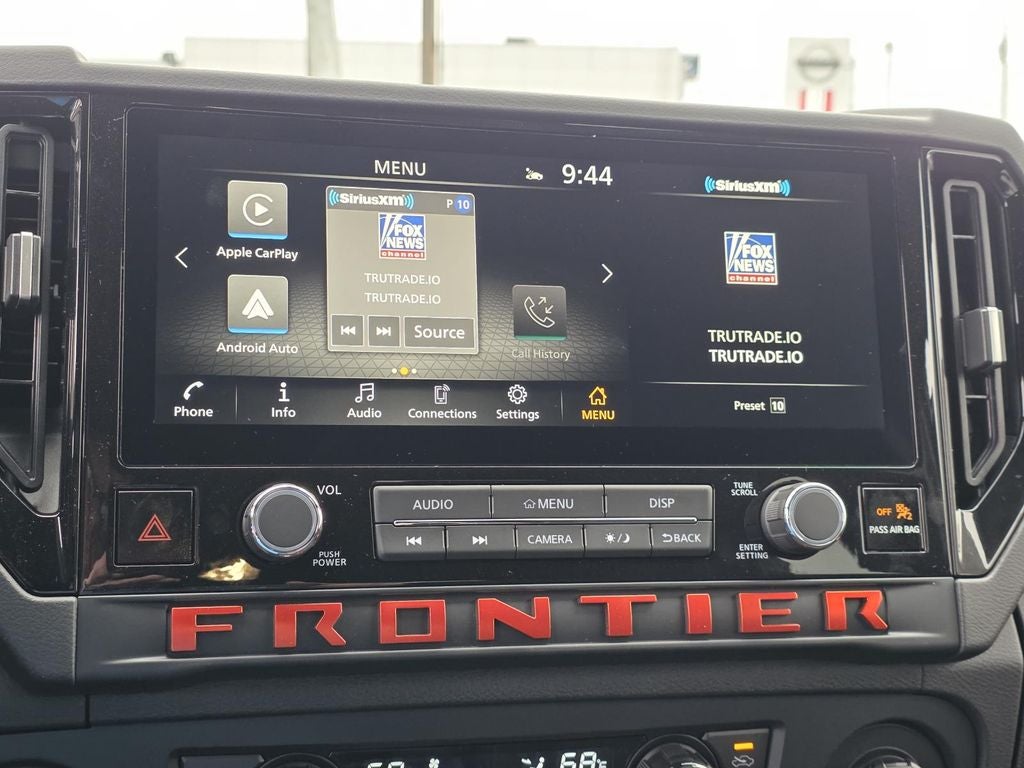 MENU
9:44
SiriusXM
Apple CarPlay
Android Auto
SiriusXM P 10
FOX
NEWS
channel
TRUTRADE.IO
TRUTRADE.IO
Source
Call History
FOX
NEWS
channel
TRUTRADE.IO
TRUTRADE.IO
Preset 10
Phone
Info
Audio
Connections
Settings
MENU
VOL
PUSH
POWER
AUDIO
MENU
DISP
CAMERA
BACK
TUNE
SCROLL
ENTER
SETTING
OFF
PASS AIR BAG
FRONTIER
68°F